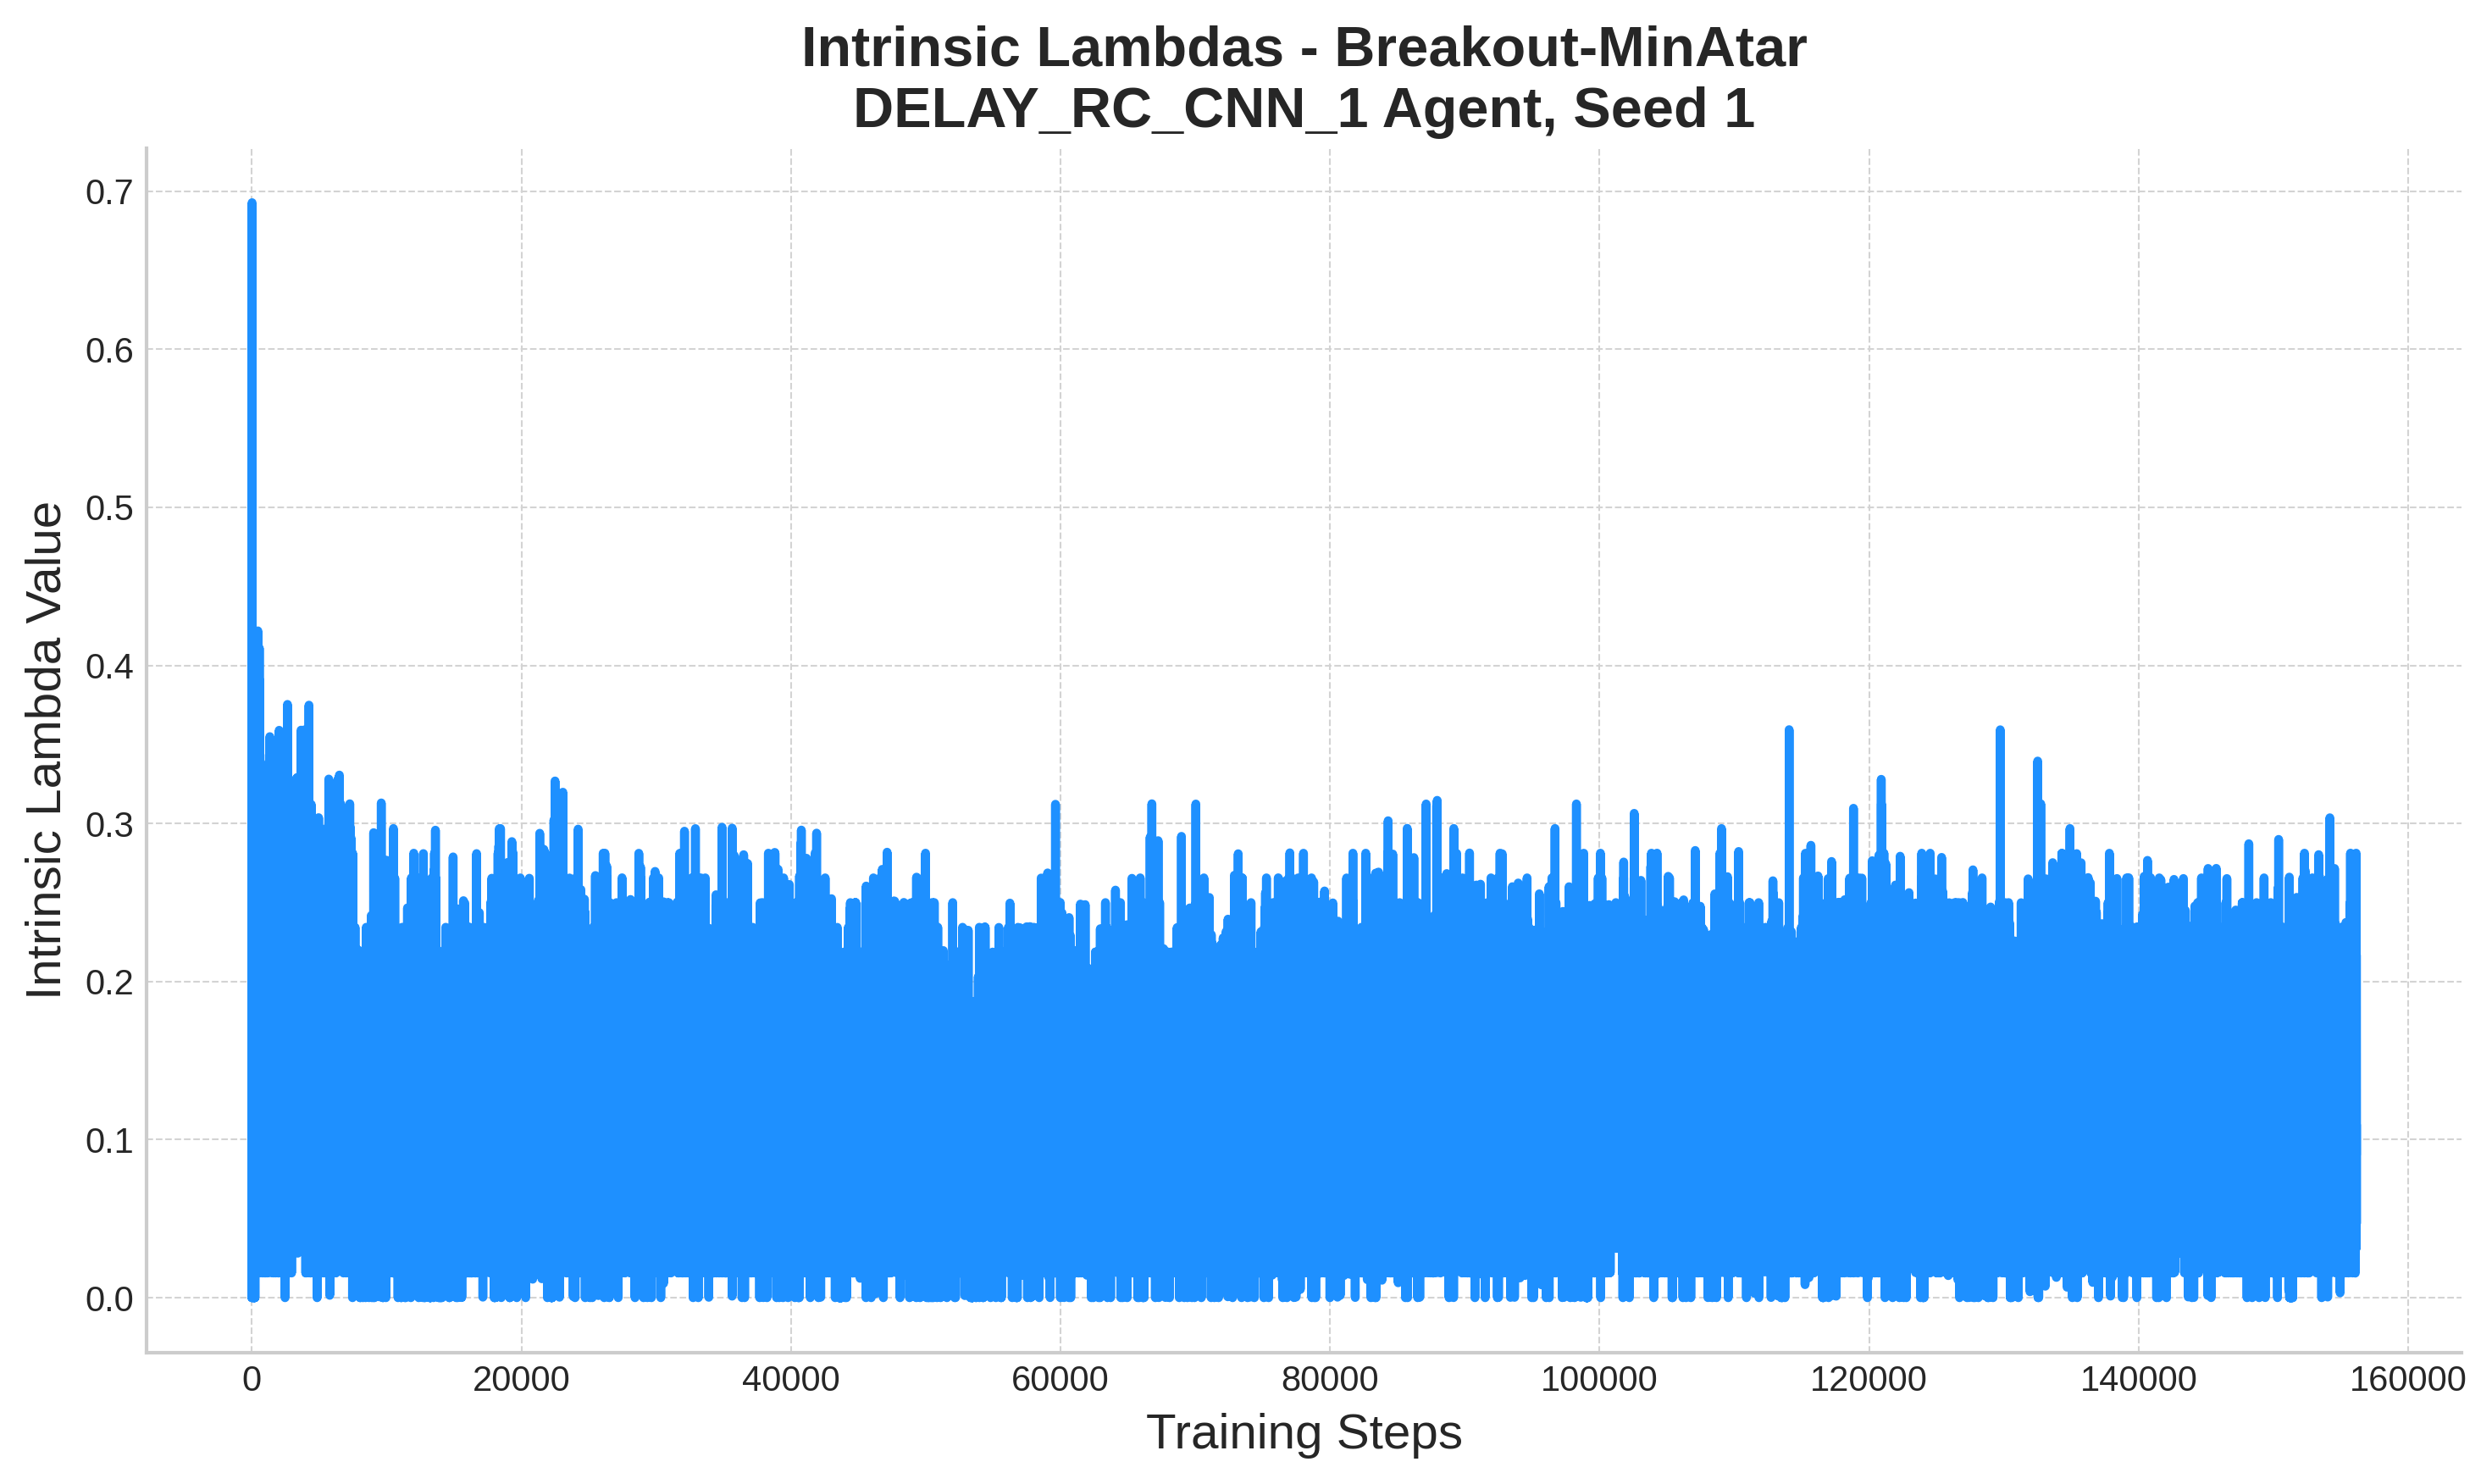 Intrinsic Lambdas - Breakout-MinAtar
DELAY_RC_CNN_1 Agent, Seed 1
Intrinsic Lambda Value
0.7
0.6
0.5
0.4
0.3
0.2
0.1
0.0
0 20000 40000 60000 80000 100000 120000 140000 160000
Training Steps